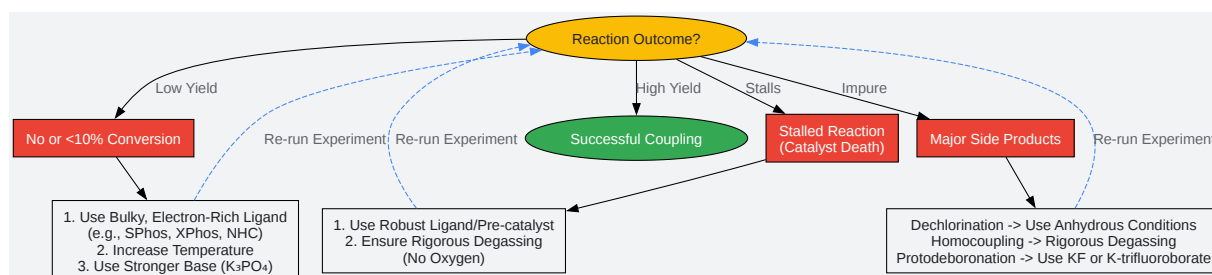 Reaction Outcome?
Low Yield
High Yield
Stalls
Impure
No or <10% Conversion
Re-run Experiment
Re-run Experiment
Successful Coupling
Stalled Reaction
(Catalyst Death)
Major Side Products
Re-run Experiment
1. Use Bulky, Electron-Rich Ligand
(e.g., SPhos, XPhos, NHC)
2. Increase Temperature
3. Use Stronger Base (K₃PO₄)
1. Use Robust Ligand/Pre-catalyst
2. Ensure Rigorous Degassing
(No Oxygen)
Dechlorination -> Use Anhydrous Conditions
Homocoupling -> Rigorous Degassing
Protodeboronation -> Use KF or K-trifluoroborate